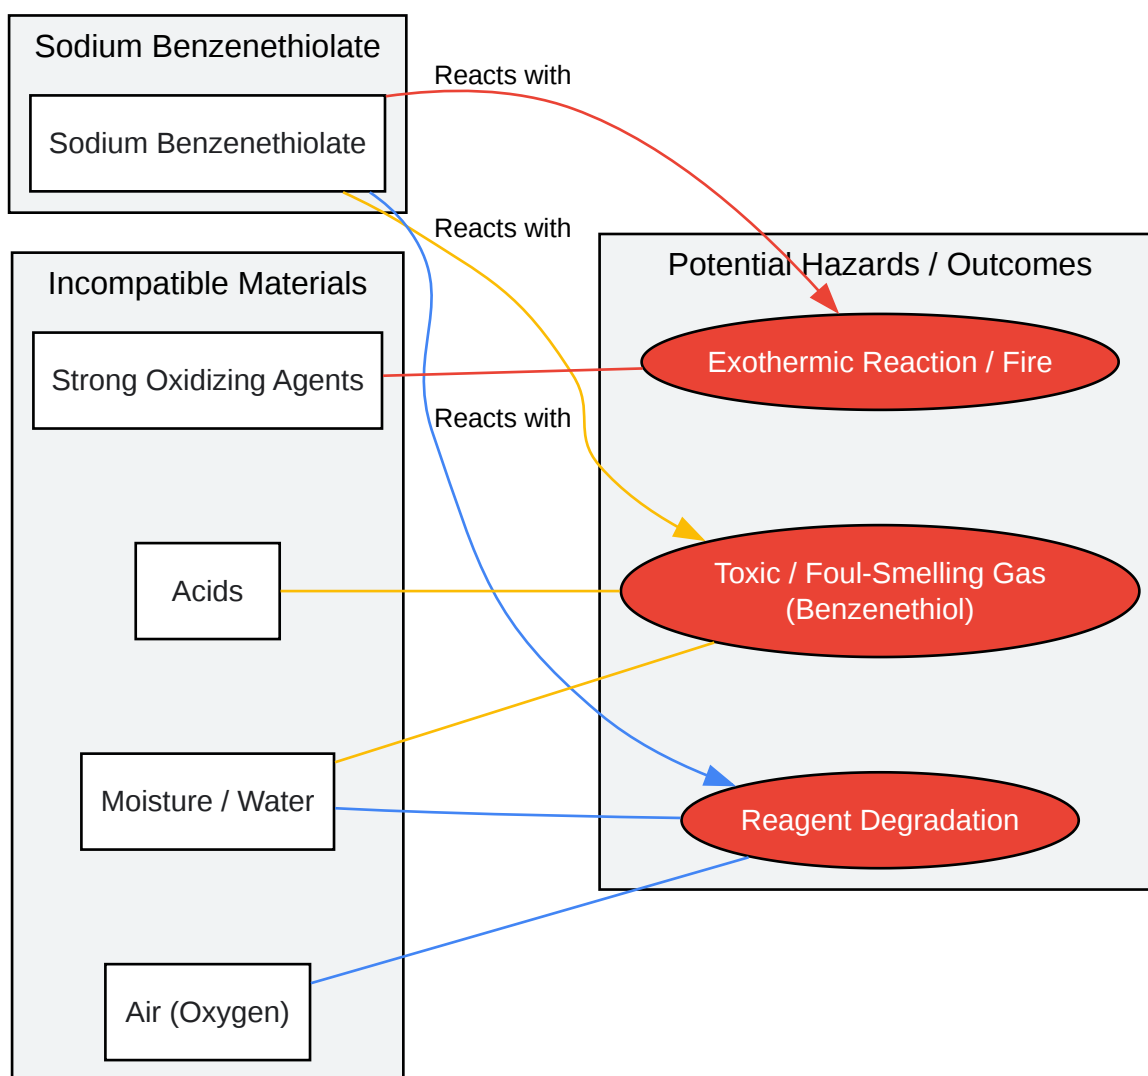 Sodium Benzenethiolate
Sodium Benzenethiolate
Reacts with
Reacts with
Reacts with
Incompatible Materials
Strong Oxidizing Agents
Acids
Moisture / Water
Air (Oxygen)
Potential Hazards / Outcomes
Exothermic Reaction / Fire
Toxic / Foul-Smelling Gas
(Benzenethiol)
Reagent Degradation